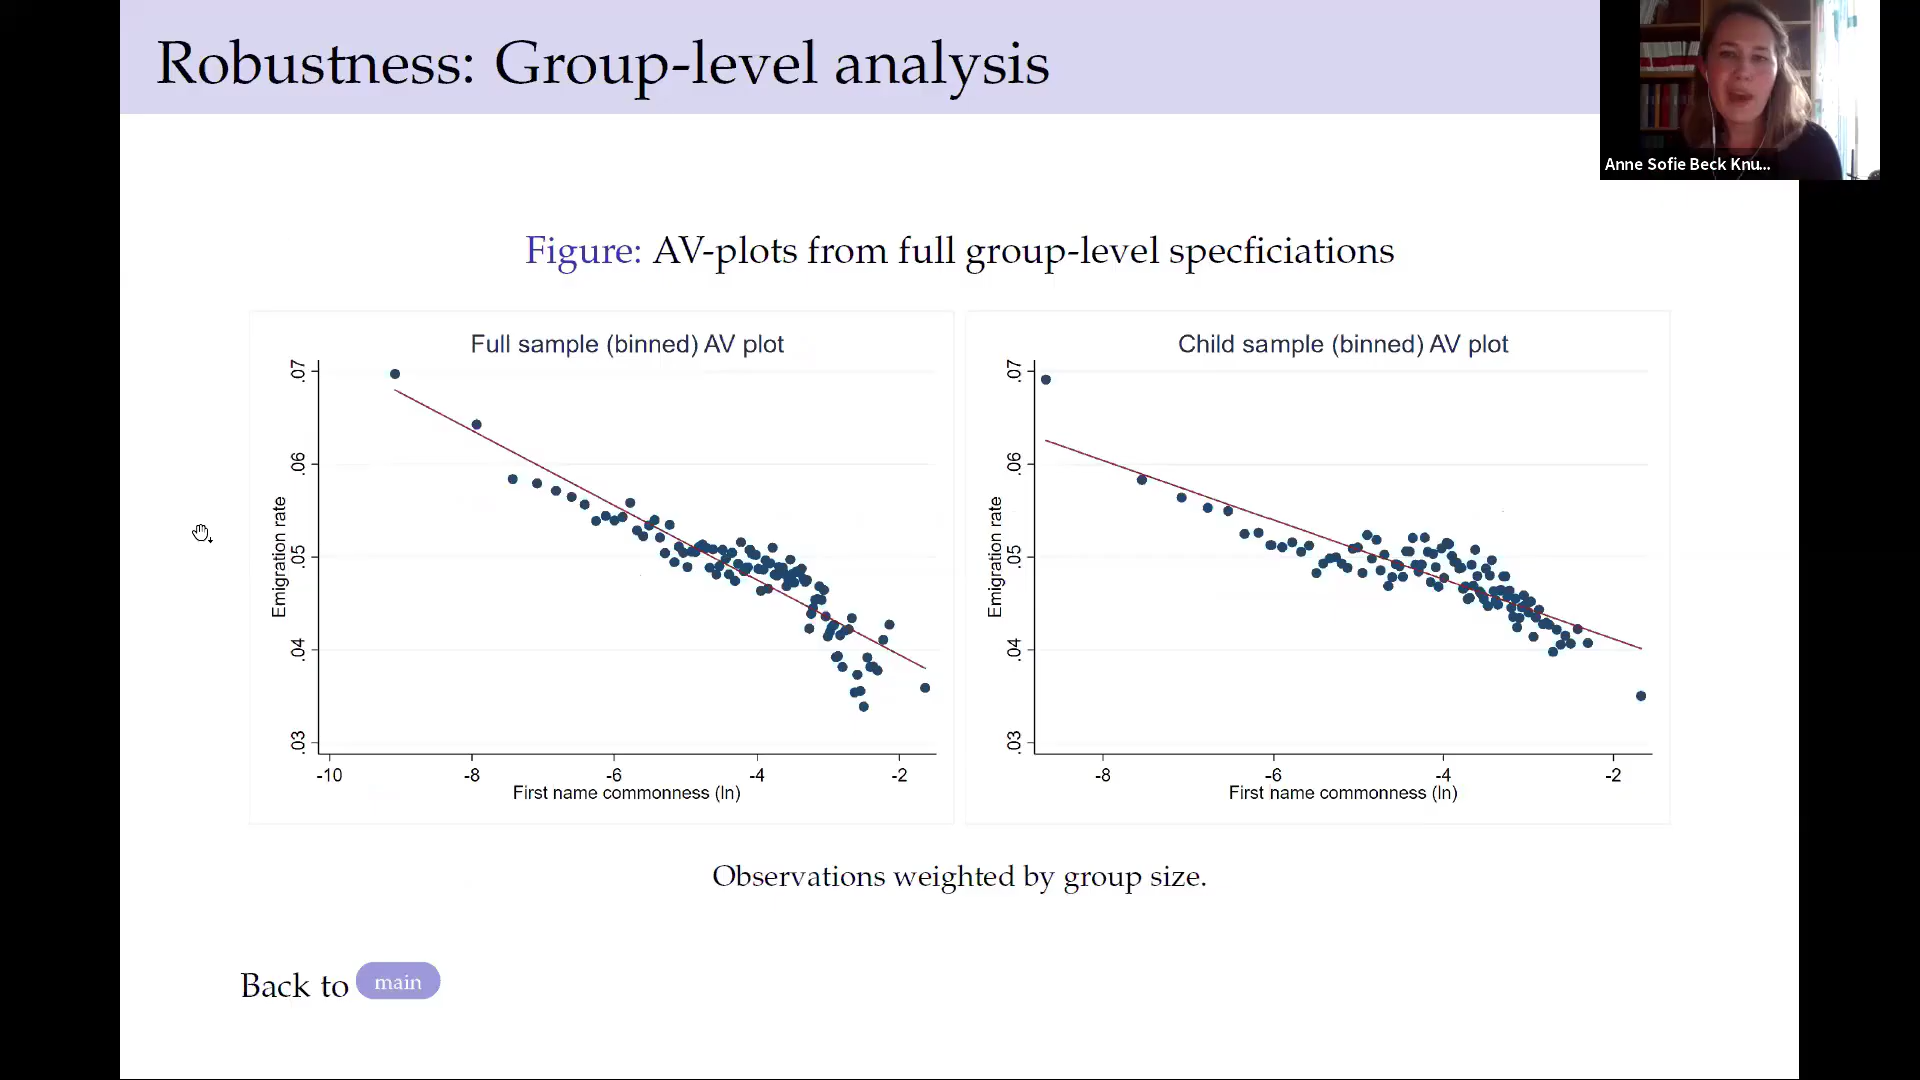 Robustness: Group-level analysis
Anne Sofie Beck Knu...
Figure: AV-plots from full group-level specficiations
Full sample (binned) AV plot
.07
.06
.05
.04
.03
Emigration rate
-10 -8 -6 -4 -2
First name commonness (ln)
Child sample (binned) AV plot
.07
.06
.05
.04
.03
Emigration rate
-8 -6 -4 -2
First name commonness (ln)
Observations weighted by group size.
Back to main